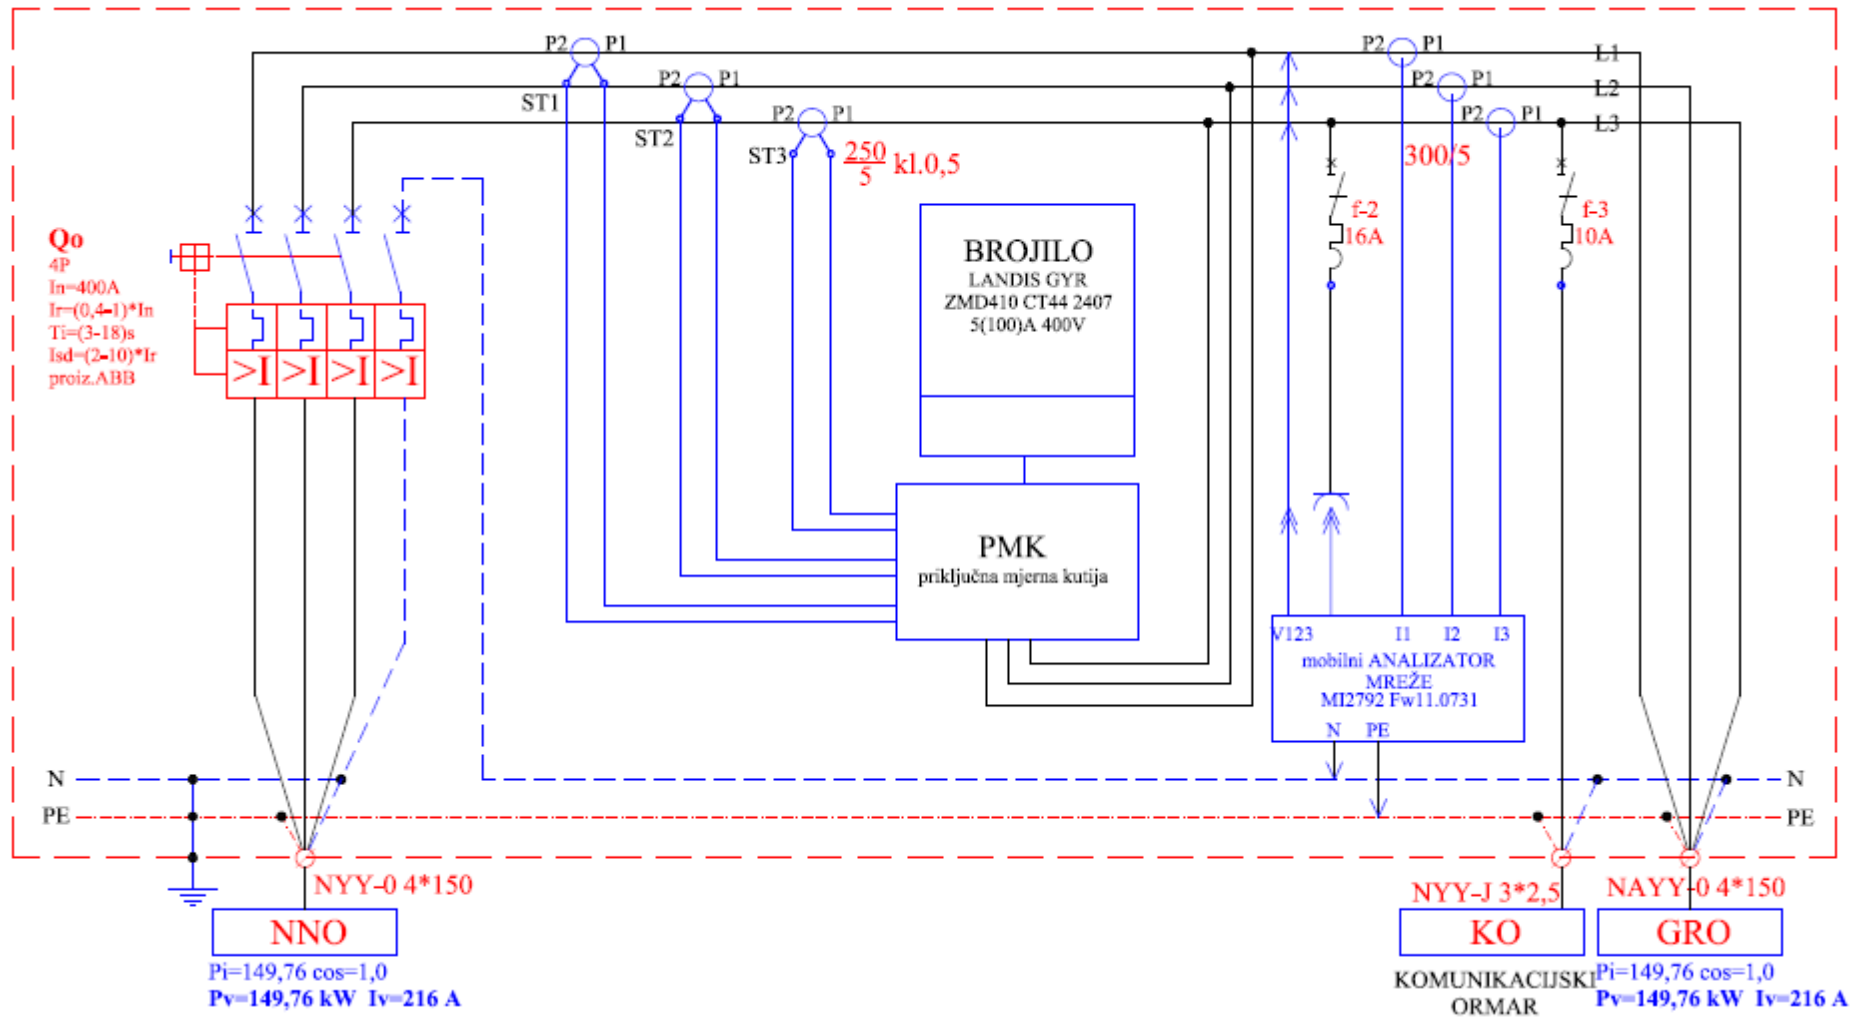 P2 P1
P2 P1 L1
ST1
P2 P1
P2 P1 L2
ST2
P2 P1
P2 P1 L3
ST3
250
5
kl.0,5
300/5
Qo
4P
In=400A
Ir=(0,4-1)*In
Ti=(3-18)s
Isd=(2-10)*Ir
proiz.ABB
>I >I >I >I
BROJILO
LANDIS GYR
ZMD410 CT44 2407
5(100)A 400V
f-2
16A
f-3
10A
PMK
priključna mjerna kutija
V123 I1 I2 I3
mobilni ANALIZATOR
MREŽE
MI2792 Fw11.0731
N PE
N N
PE PE
NYY-0 4*150
NYY-J 3*2,5
NAYY-0 4*150
NNO
KO
GRO
Pi=149,76 cos=1,0
Pv=149,76 kW Iv=216 A
KOMUNIKACIJSKI
ORMAR
Pi=149,76 cos=1,0
Pv=149,76 kW Iv=216 A